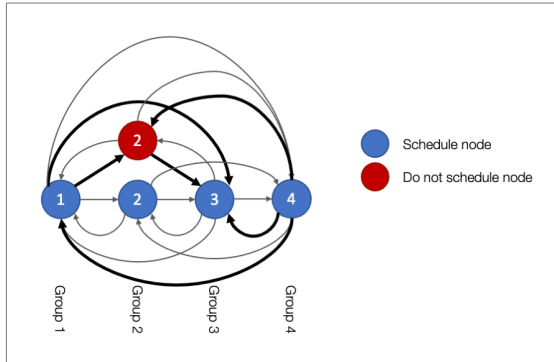 2
1
2
3
4
Schedule node
Do not schedule node
Group 1
Group 2
Group 3
Group 4